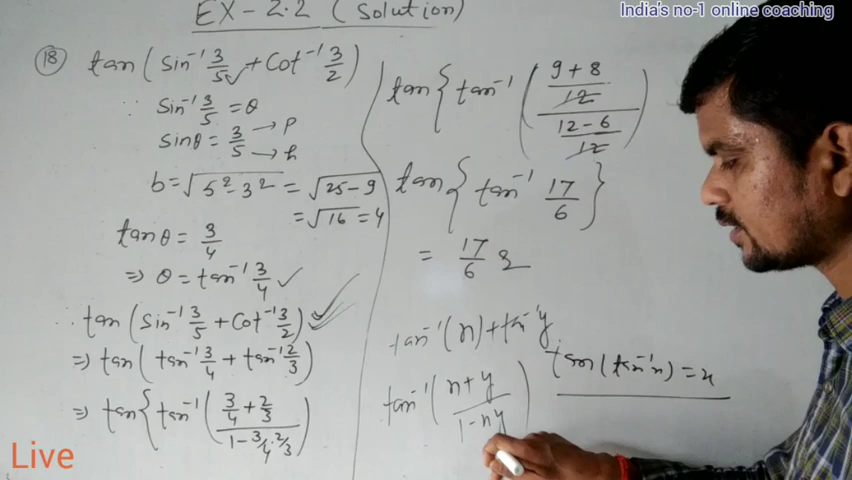 EX-2.2 (Solution)
India's no-1 online coaching
18 tan(sin⁻¹ 3/5 + cot⁻¹ 3/2)
∵ sin⁻¹ 3/5 = θ
sinθ = 3/5 → p → h
b = √5²-3² = √25-9
= √16 = 4
tanθ = 3/4
⇒ θ = tan⁻¹ 3/4 ✓
∴ tan(sin⁻¹ 3/5 + cot⁻¹ 3/2)
⇒ tan(tan⁻¹ 3/4 + tan⁻¹ 2/3)
⇒ tan{tan⁻¹((3/4 + 2/3)/(1 - 3/4·2/3))
tan{tan⁻¹(((9+8)/12)/((12-6)/12))
tan{tan⁻¹ 17/6}
= 17/6
tan⁻¹(x) + tan⁻¹y
tan⁻¹((x+y)/(1-xy))
tan(tan⁻¹x) = x
Live